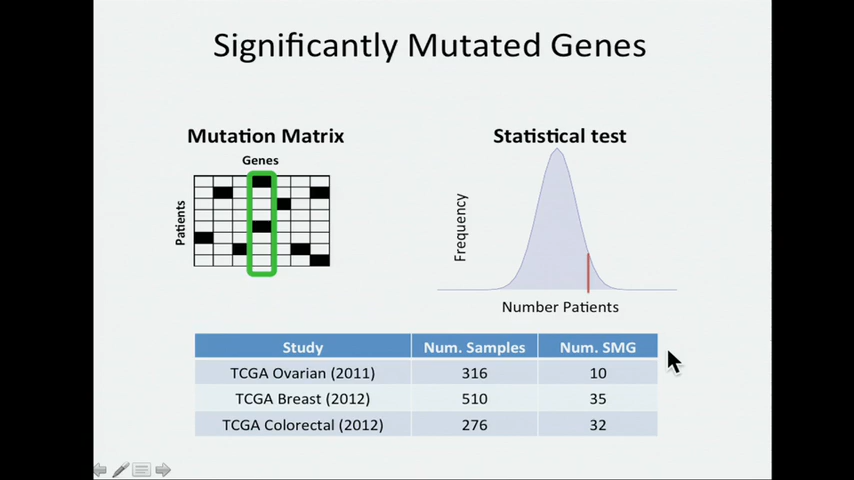 Significantly Mutated Genes
Mutation Matrix
Genes
Patients
Statistical test
Frequency
Number Patients
Study Num. Samples Num. SMG
TCGA Ovarian (2011) 316 10
TCGA Breast (2012) 510 35
TCGA Colorectal (2012) 276 32